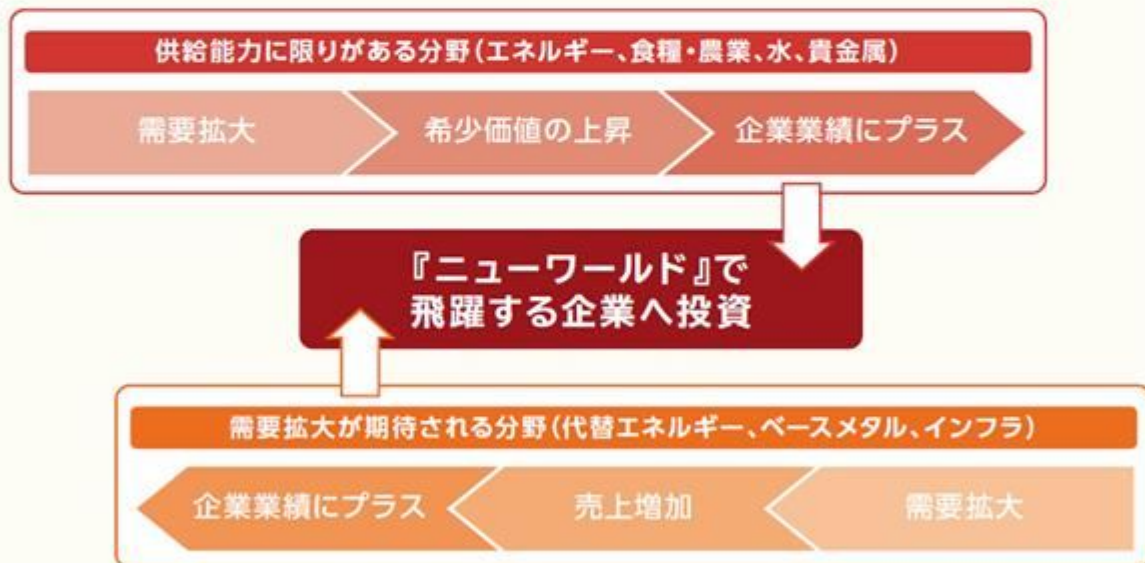 供給能力に限りがある分野(エネルギー、食糧・農業、水、貴金属)
需要拡大
希少価値の上昇
企業業績にプラス
『ニューワールド』で
飛躍する企業へ投資
需要拡大が期待される分野(代替エネルギー、ベースメタル、インフラ)
企業業績にプラス
売上増加
需要拡大